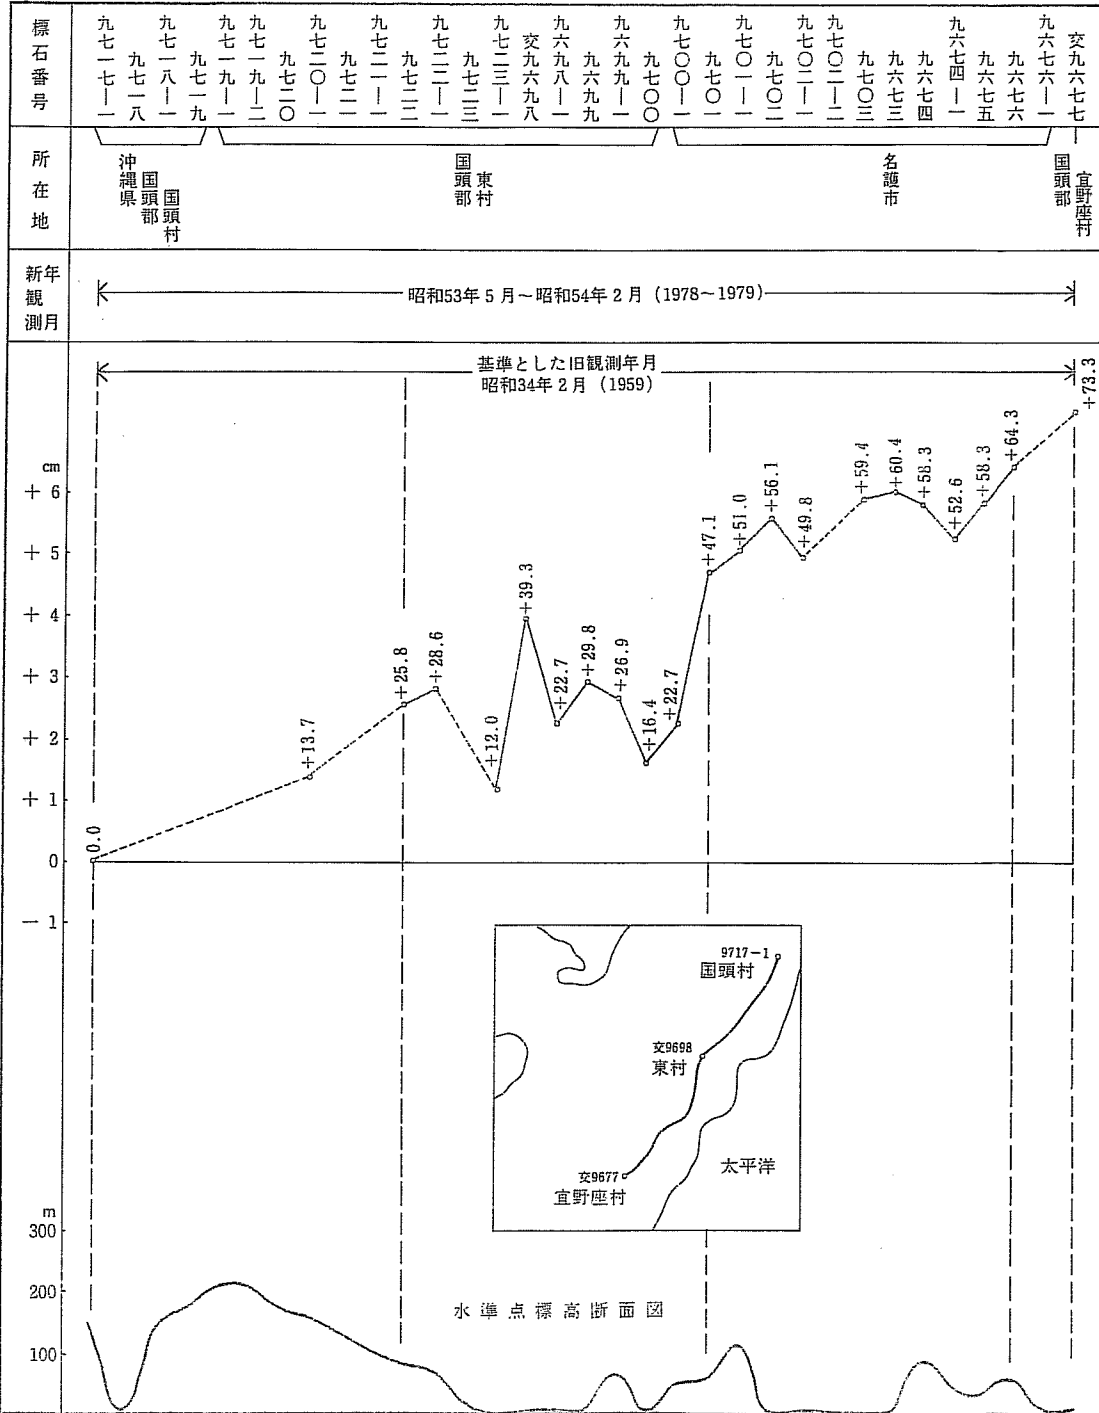 標石番号
九七一七―一
九七一八
九七一八―一
九七一九
九七一九―一
九七一九―二
九七二〇
九七二〇―一
九七二一
九七二一―一
九七二二
九七二二―一
九七二三
九七二三―一
交九六九八
九六九八―一
九六九九
九六九九―一
九七〇〇
九七〇〇―一
九七〇一
九七〇一―一
九七〇二
九七〇二―一
九七〇二―二
九七〇三
九六七三
九六七四
九六七四―一
九六七五
九六七六
九六七六―一
交九六七七
所在地
沖縄県
国頭郡
国頭村
国頭郡
東村
名護市
国頭郡
宜野座村
新観測
年月
昭和53年5月~昭和54年2月(1978~1979)
基準とした旧観測年月
昭和34年2月(1959)
cm
+ 6
+ 5
+ 4
+ 3
+ 2
+ 1
0
― 1
0.0
+13.7
+25.8
+28.6
+12.0
+39.3
+22.7
+29.8
+26.9
+16.4
+22.7
+47.1
+51.0
+56.1
+49.8
+59.4
+60.4
+58.3
+52.6
+58.3
+64.3
+73.3
9717-1
国頭村
交9698
東村
交9677
宜野座村
太平洋
m
300
200
100
水準点標高断面図